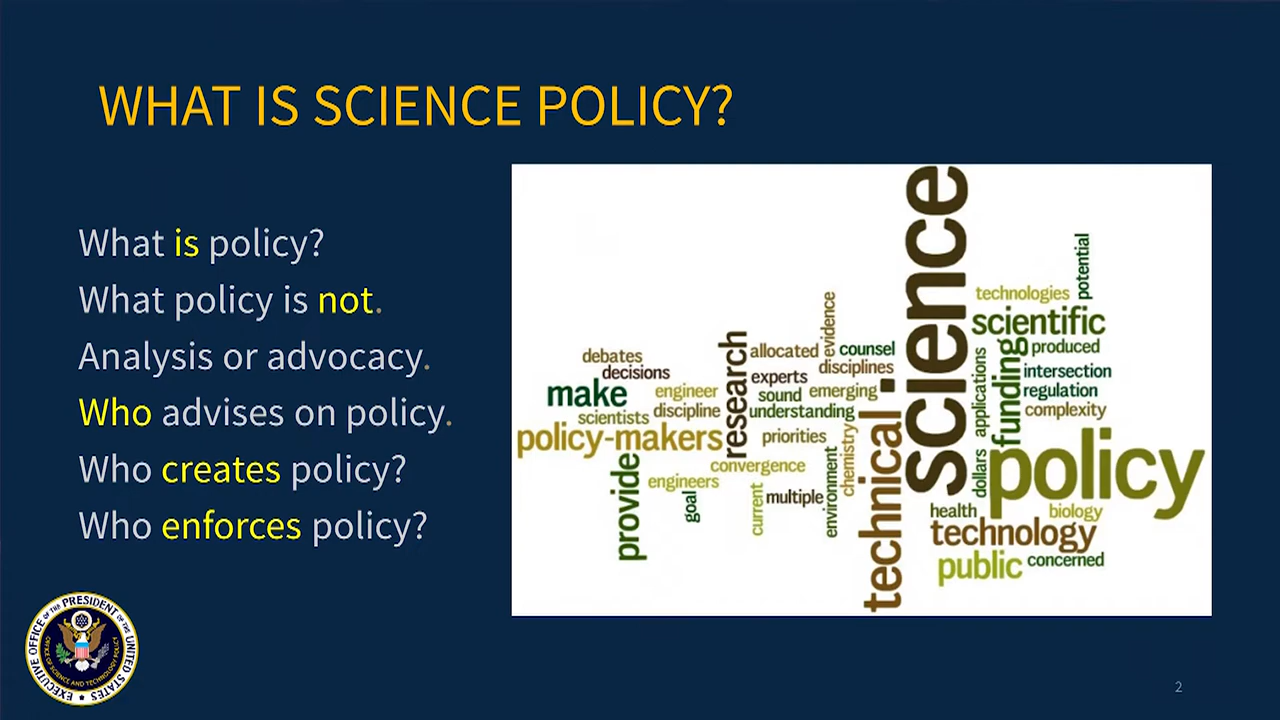 WHAT IS SCIENCE POLICY?
What is policy?
What policy is not.
Analysis or advocacy.
Who advises on policy.
Who creates policy?
Who enforces policy?
science
potential
technologies
scientific
evidence
allocated
counsel
research
funding
produced
debates
disciplines
applications
intersection
decisions
experts
make
engineer
sound
emerging
regulation
scientists
discipline
understanding
complexity
policy-makers
priorities
chemistry
technical
policy
provide
convergence
environment
dollars
engineers
goal
current
multiple
health
biology
technology
public
concerned
EXECUTIVE OFFICE OF THE PRESIDENT OF THE UNITED STATES
OFFICE OF SCIENCE AND TECHNOLOGY POLICY
2